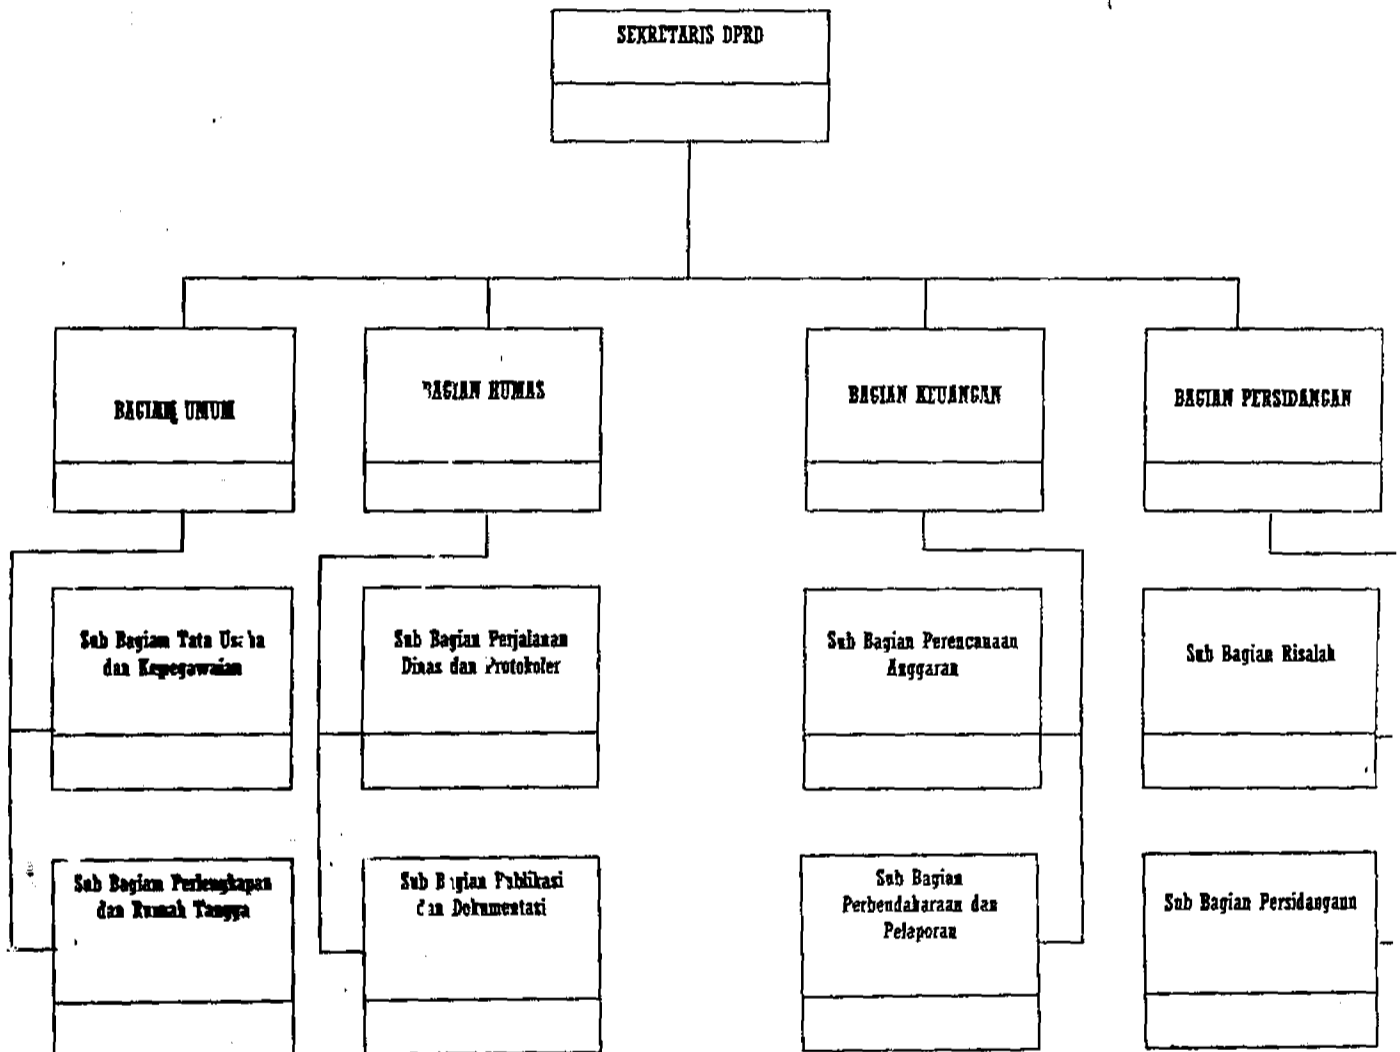 SEKRETARIS DPRD
BAGIAN UMUM
BAGIAN HUMAS
BAGIAN KEUANGAN
BAGIAN PERSIDANGAN
Sub Bagian Tata Usaha
dan Kepegawaian
Sub Bagian Perjalanan
Dinas dan Protokoler
Sub Bagian Perencanaan
Anggaran
Sub Bagian Risalah
Sub Bagian Perlengkapan
dan Rumah Tangga
Sub Bagian Publikasi
dan Dokumentasi
Sub Bagian
Perbendaharaan dan
Pelaporan
Sub Bagian Persidangann